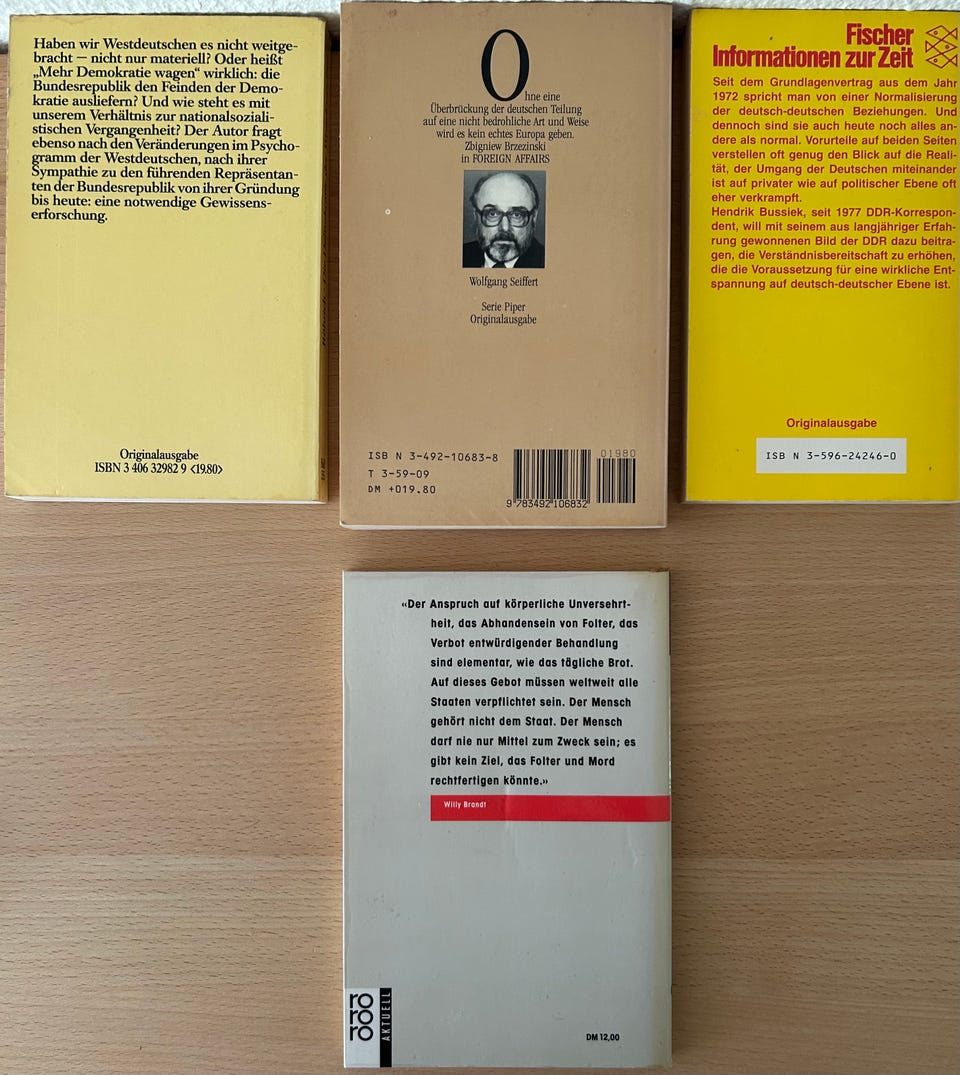 Haben wir Westdeutschen es nicht weitge-
bracht — nicht nur materiell? Oder heißt
„Mehr Demokratie wagen“ wirklich: die
Bundesrepublik den Feinden der Demo-
kratie ausliefern? Und wie steht es mit
unserem Verhältnis zur nationalsoziali-
stischen Vergangenheit? Der Autor fragt
ebenso nach den Veränderungen im Psycho-
gramm der Westdeutschen, nach ihrer
Sympathie zu den führenden Repräsentan-
ten der Bundesrepublik von ihrer Gründung
bis heute: eine notwendige Gewissens-
erforschung.
Originalausgabe
ISBN 3 406 32982 9 <19.80>
Ohne eine
Überbrückung der deutschen Teilung
auf eine nicht bedrohliche Art und Weise
wird es kein echtes Europa geben.
Zbigniew Brzezinski
in FOREIGN AFFAIRS
Wolfgang Seiffert
Serie Piper
Originalausgabe
ISB N 3-492-10683-8
T 3-59-09
DM +019.80
01980
9 783492 106832
Fischer
Informationen zur Zeit
Seit dem Grundlagenvertrag aus dem Jahr
1972 spricht man von einer Normalisierung
der deutsch-deutschen Beziehungen. Und
dennoch sind sie auch heute noch alles an-
dere als normal. Vorurteile auf beiden Seiten
verstellen oft genug den Blick auf die Reali-
tät, der Umgang der Deutschen miteinander
ist auf privater wie auf politischer Ebene oft
eher verkrampft.
Hendrik Bussiek, seit 1977 DDR-Korrespon-
dent, will mit seinem aus langjähriger Erfah-
rung gewonnenen Bild der DDR dazu beitra-
gen, die Verständnisbereitschaft zu erhöhen,
die die Voraussetzung für eine wirkliche Ent-
spannung auf deutsch-deutscher Ebene ist.
Originalausgabe
ISB N 3-596-24246-0
«Der Anspruch auf körperliche Unversehrt-
heit, das Abhandensein von Folter, das
Verbot entwürdigender Behandlung
sind elementar, wie das tägliche Brot.
Auf dieses Gebot müssen weltweit alle
Staaten verpflichtet sein. Der Mensch
gehört nicht dem Staat. Der Mensch
darf nie nur Mittel zum Zweck sein; es
gibt kein Ziel, das Folter und Mord
rechtfertigen könnte.»
Willy Brandt
ro
ro
ro
AKTUELL
DM 12,00